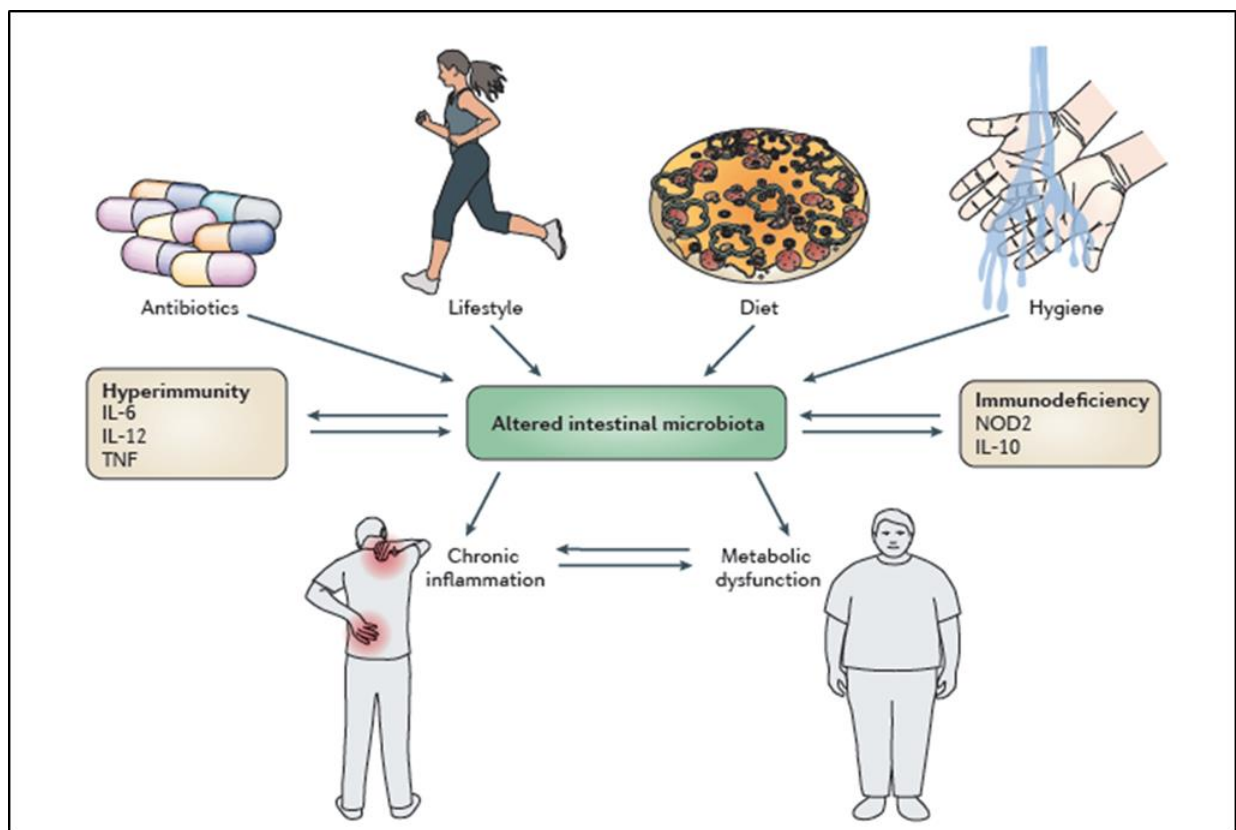 Antibiotics
Lifestyle
Diet
Hygiene
Hyperimmunity
IL-6
IL-12
TNF
Altered intestinal microbiota
Immunodeficiency
NOD2
IL-10
Chronic
inflammation
Metabolic
dysfunction